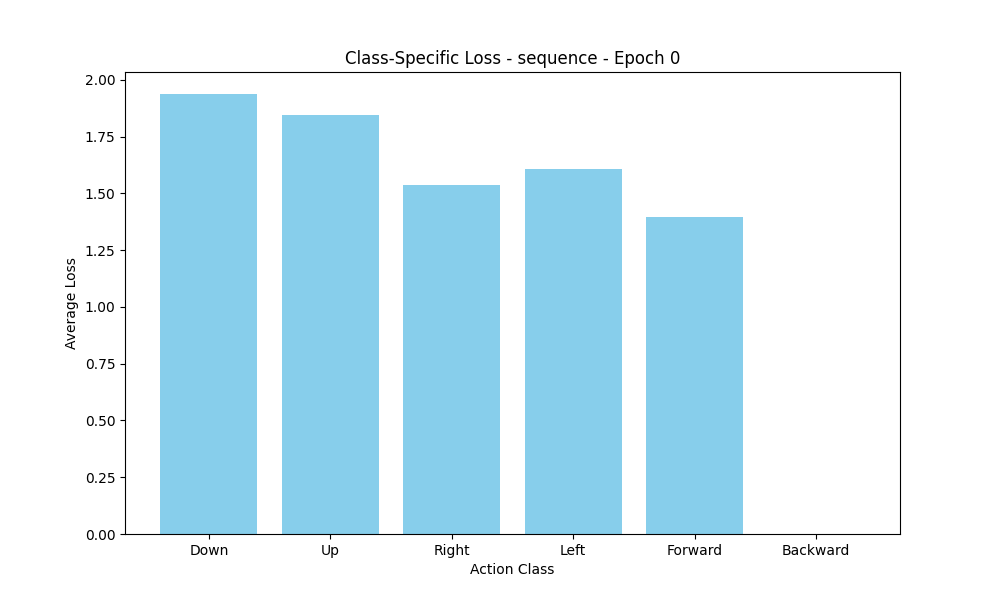 Class-Specific Loss - sequence - Epoch 0
Average Loss
2.00
1.75
1.50
1.25
1.00
0.75
0.50
0.25
0.00
Down Up Right Left Forward Backward
Action Class